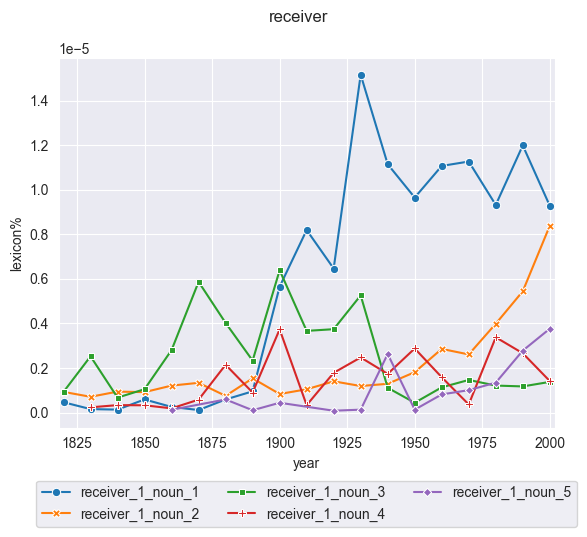 receiver
1e−5
1.4
1.2
1.0
0.8
0.6
0.4
0.2
0.0
lexicon%
1825 1850 1875 1900 1925 1950 1975 2000
year
receiver_1_noun_1 receiver_1_noun_3 receiver_1_noun_5
receiver_1_noun_2 receiver_1_noun_4